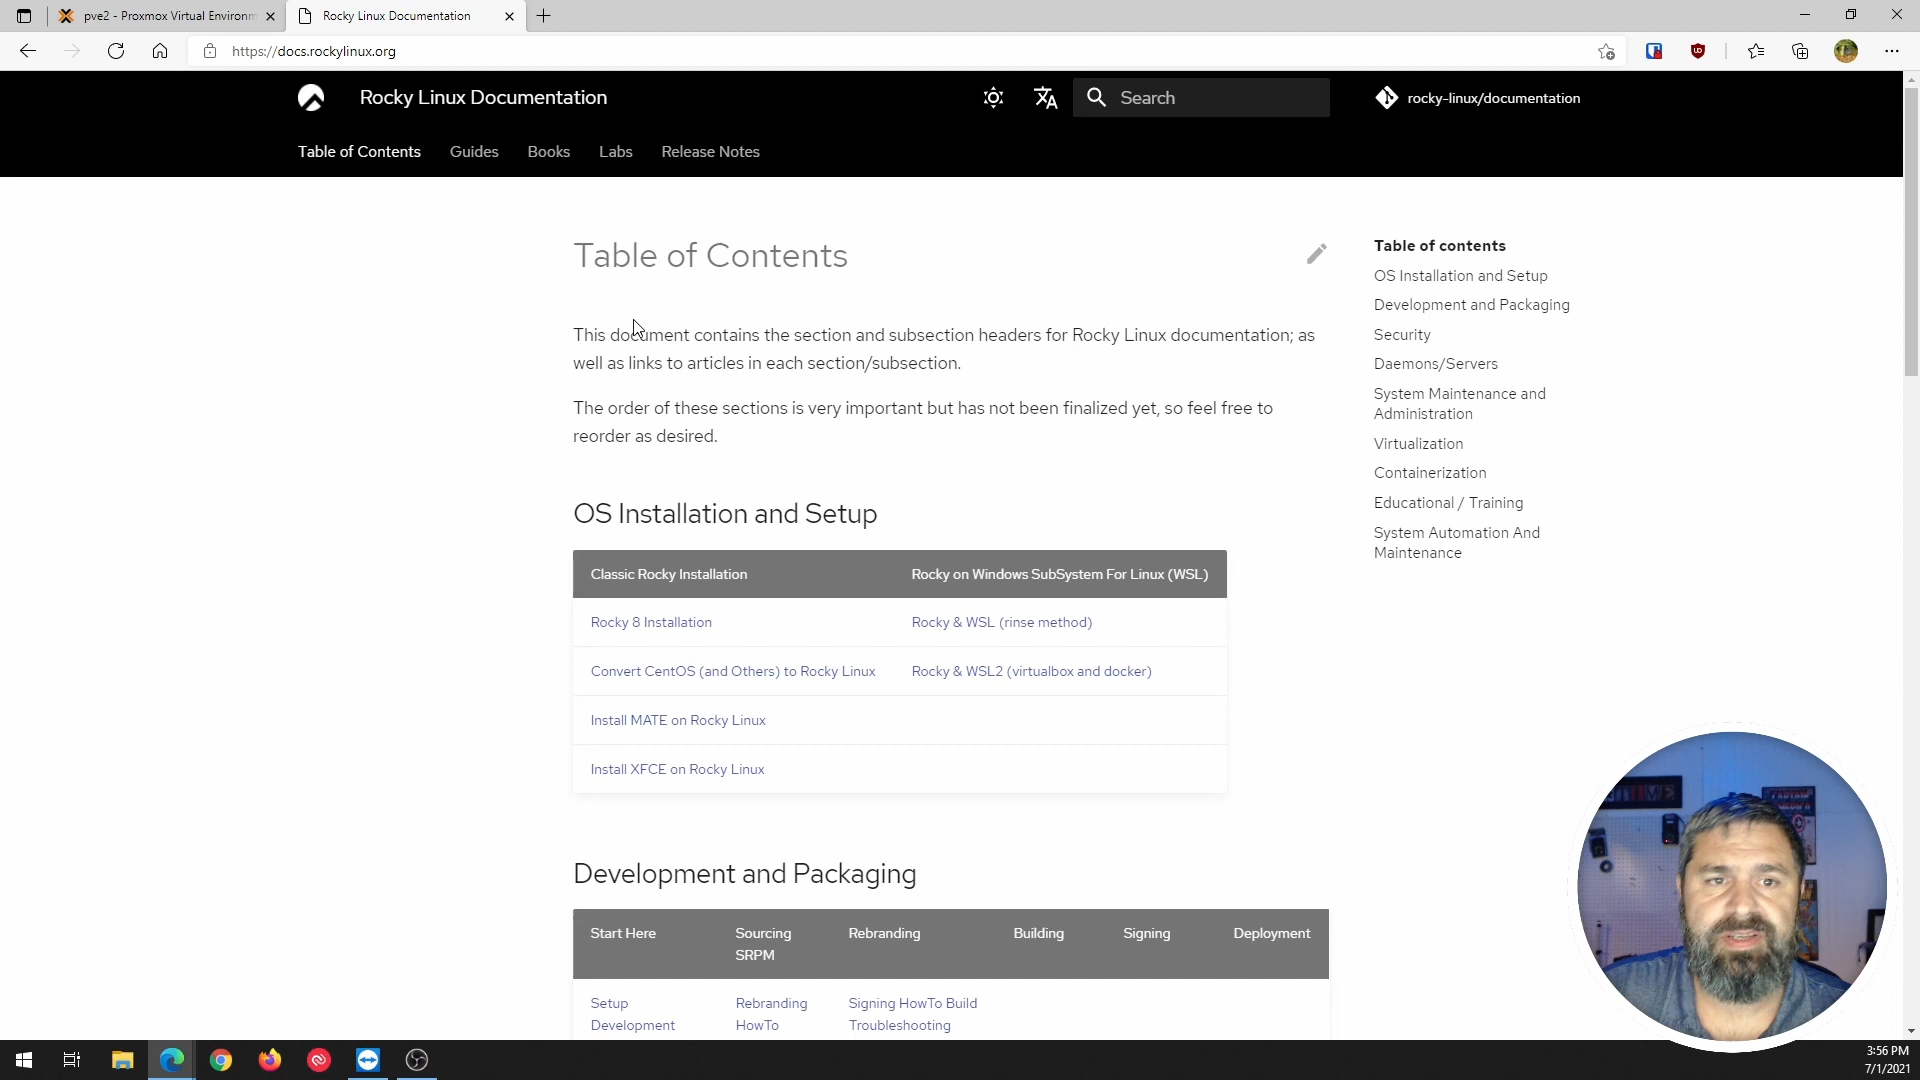 pve2 - Proxmox Virtual Environm
Rocky Linux Documentation
https://docs.rockylinux.org
Rocky Linux Documentation
Search
rocky-linux/documentation
Table of Contents
Guides
Books
Labs
Release Notes
Table of Contents
This document contains the section and subsection headers for Rocky Linux documentation; as
well as links to articles in each section/subsection.
The order of these sections is very important but has not been finalized yet, so feel free to
reorder as desired.
OS Installation and Setup
Classic Rocky Installation
Rocky on Windows SubSystem For Linux (WSL)
Rocky 8 Installation
Rocky & WSL (rinse method)
Convert CentOS (and Others) to Rocky Linux
Rocky & WSL2 (virtualbox and docker)
Install MATE on Rocky Linux
Install XFCE on Rocky Linux
Development and Packaging
Start Here
Sourcing
SRPM
Rebranding
Building
Signing
Deployment
Setup
Development
Rebranding
HowTo
Signing HowTo Build
Troubleshooting
Table of contents
OS Installation and Setup
Development and Packaging
Security
Daemons/Servers
System Maintenance and
Administration
Virtualization
Containerization
Educational / Training
System Automation And
Maintenance
3:56 PM
7/1/2021